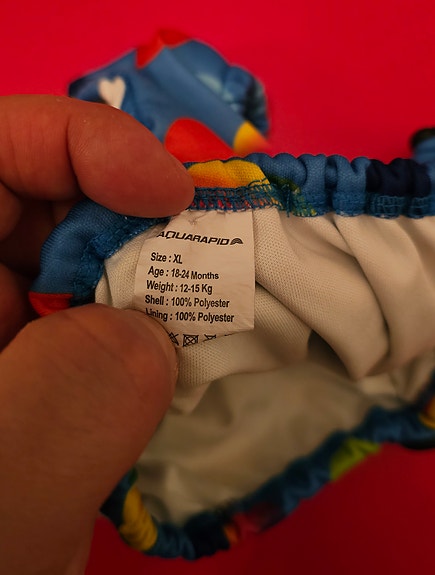 AQUARAPID
Size : XL
Age : 18-24 Months
Weight : 12-15 Kg
Shell : 100% Polyester
Lining : 100% Polyester